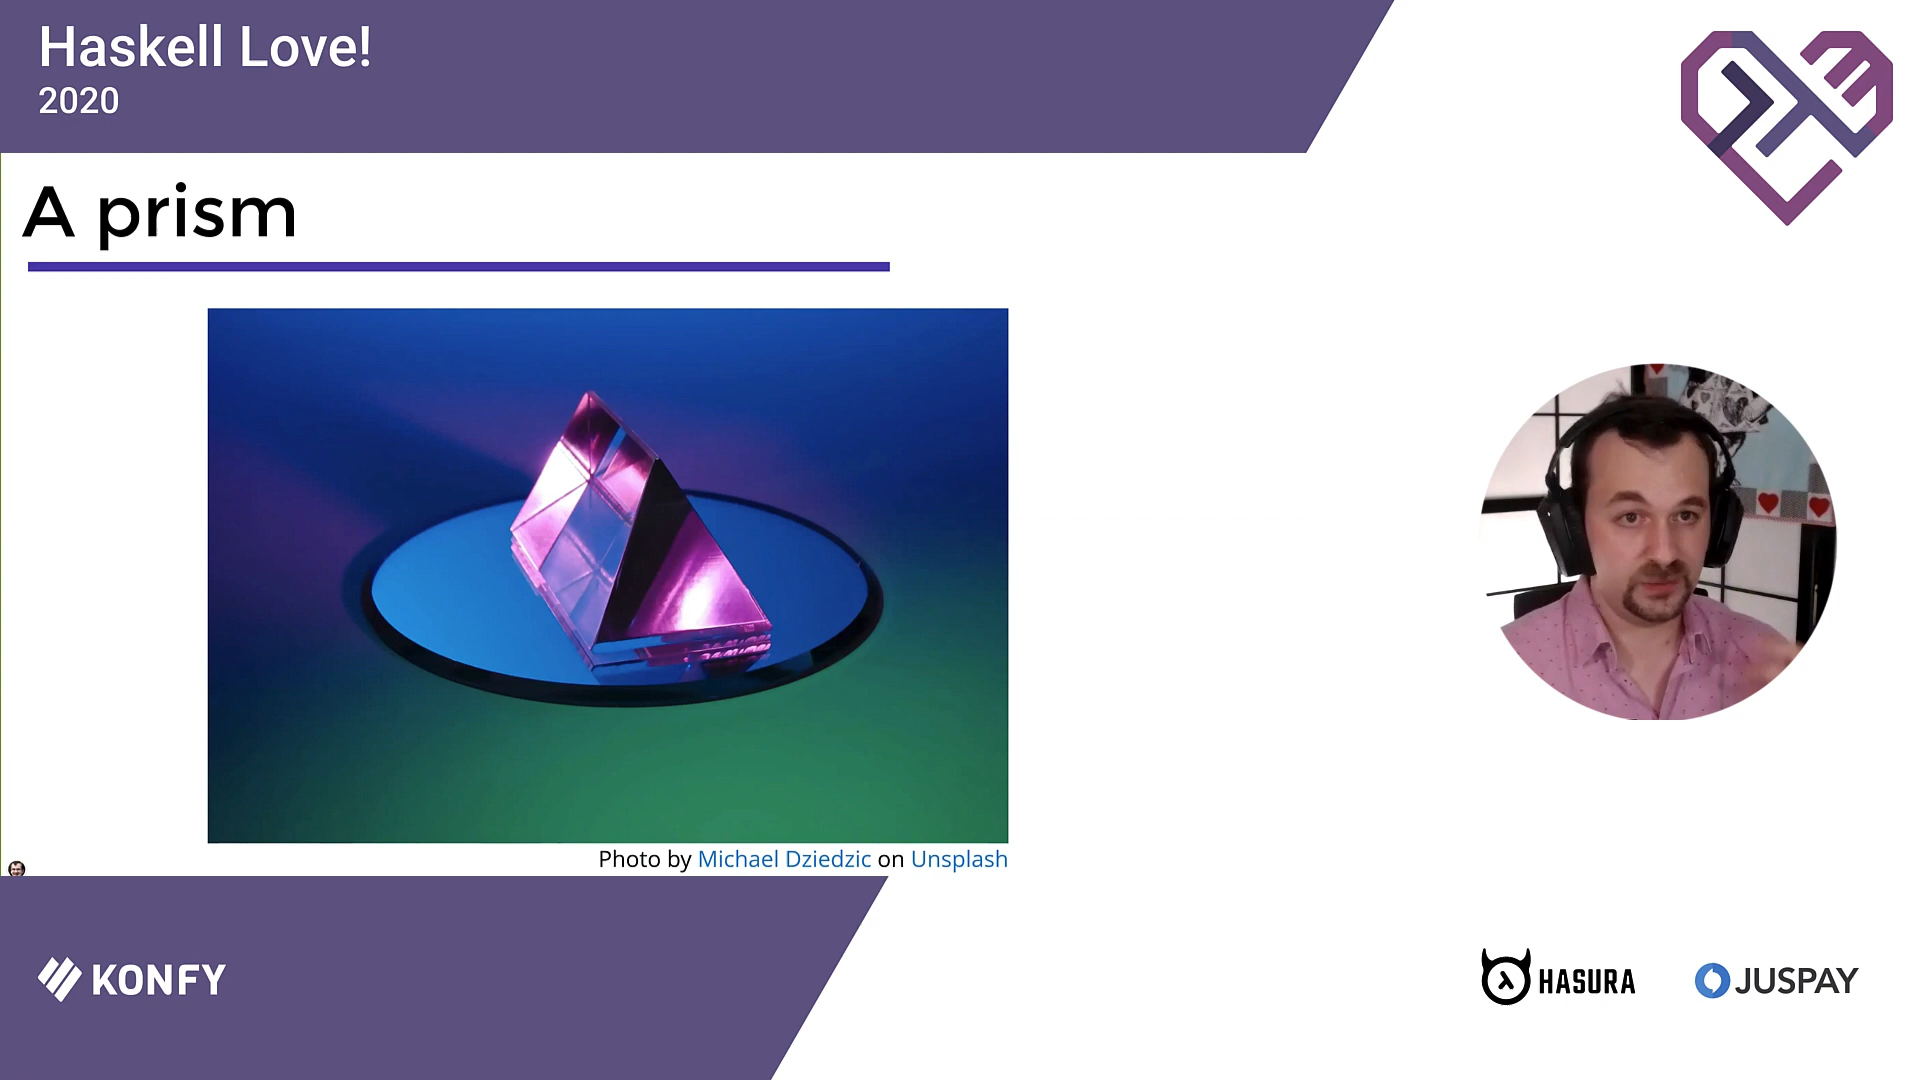 Haskell Love!
2020
A prism
Photo by Michael Dziedzic on Unsplash
KONFY
HASURA
JUSPAY